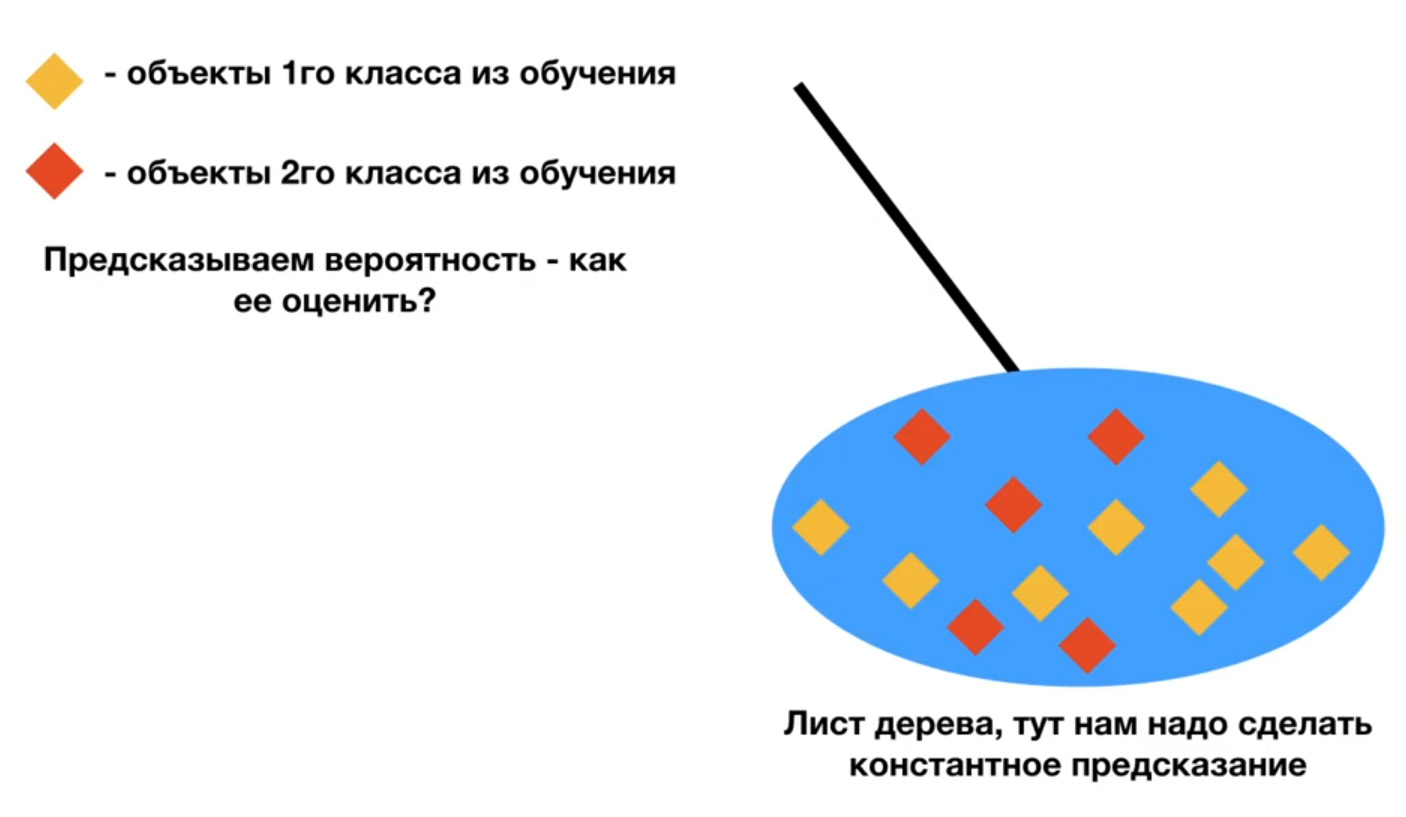 - объекты 1го класса из обучения
- объекты 2го класса из обучения
Предсказываем вероятность - как
ее оценить?
Лист дерева, тут нам надо сделать
константное предсказание